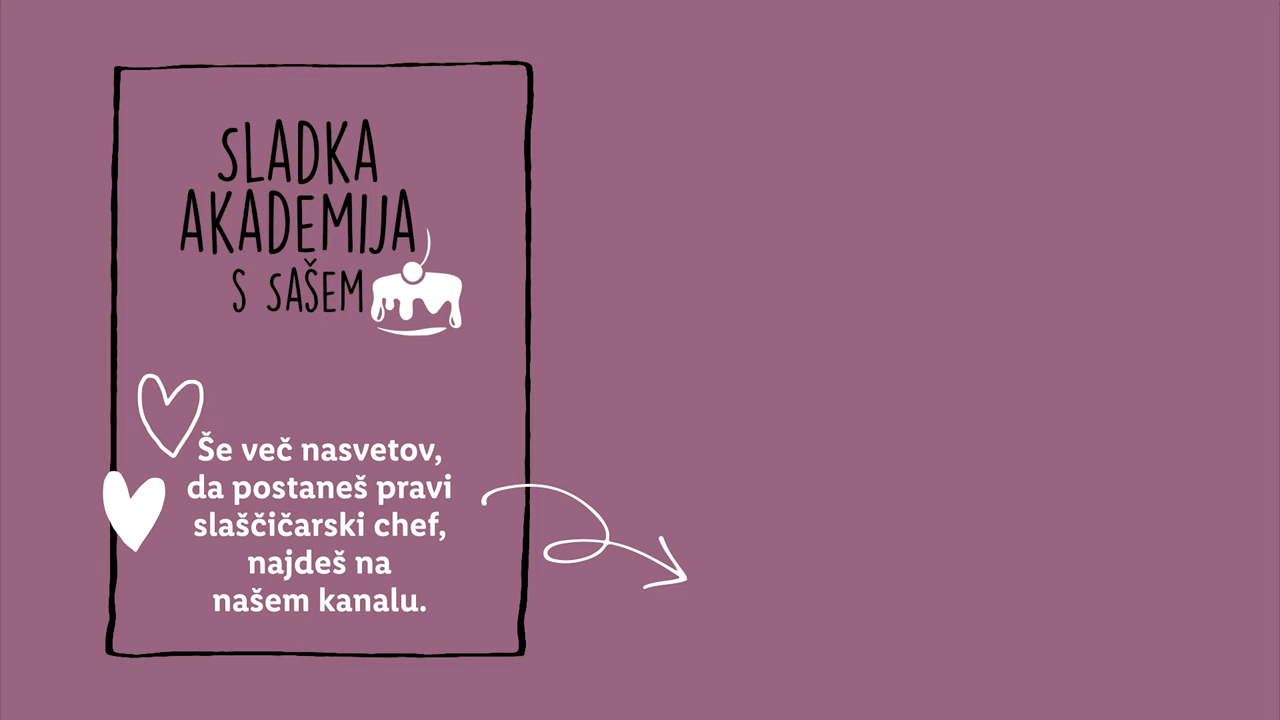 SLADKA
AKADEMIJA
S SAŠEM
Še več nasvetov,
da postaneš pravi
slaščičarski chef,
najdeš na
našem kanalu.